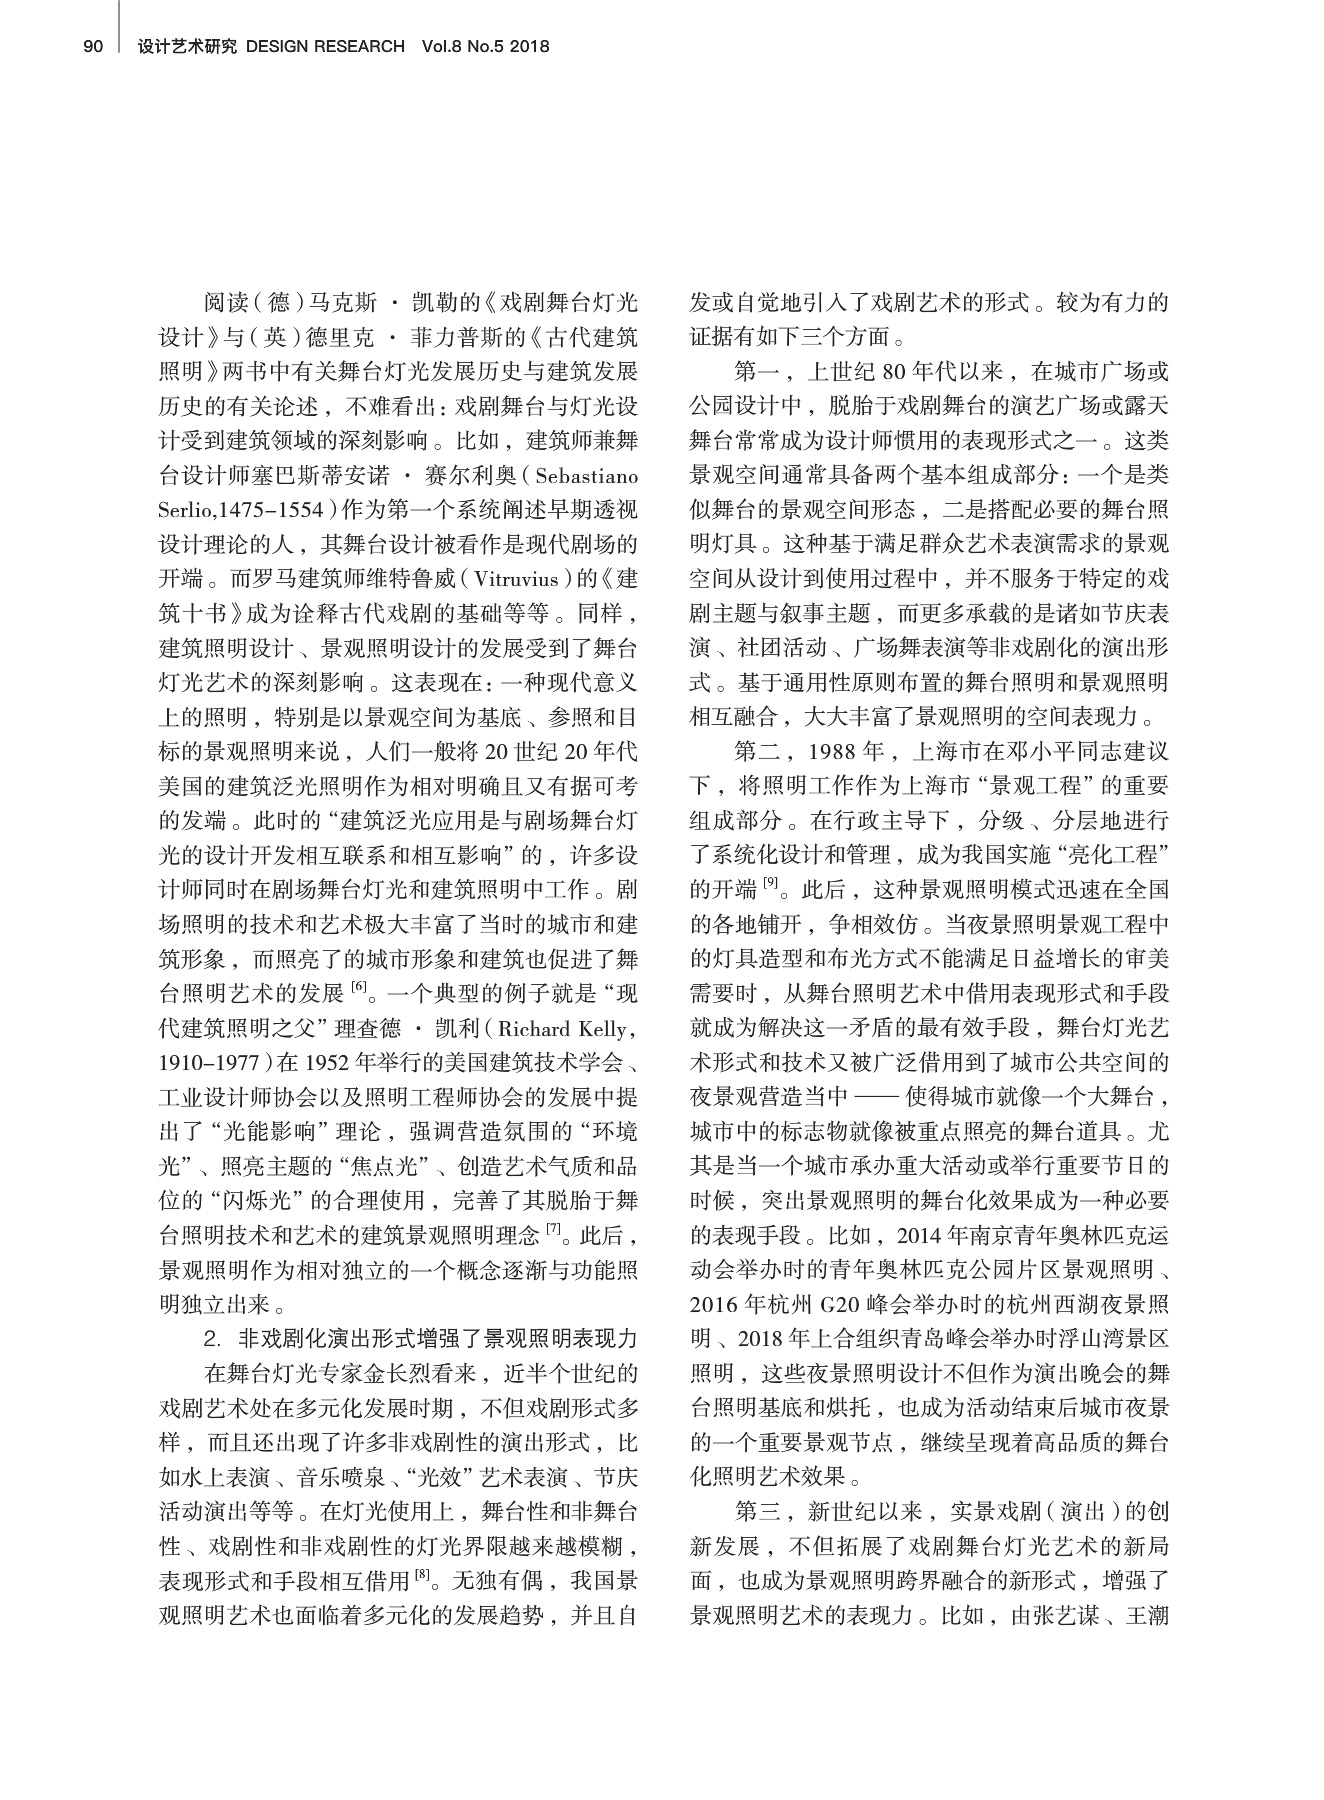 90 设计艺术研究 DESIGN RESEARCH Vol.8 No.5 2018
阅读(德)马克斯·凯勒的《戏剧舞台灯光
设计》与(英)德里克·菲力普斯的《古代建筑
照明》两书中有关舞台灯光发展历史与建筑发展
历史的有关论述,不难看出:戏剧舞台与灯光设
计受到建筑领域的深刻影响。比如,建筑师兼舞
台设计师塞巴斯蒂安诺·赛尔利奥(Sebastiano
Serlio,1475-1554)作为第一个系统阐述早期透视
设计理论的人,其舞台设计被看作是现代剧场的
开端。而罗马建筑师维特鲁威(Vitruvius)的《建
筑十书》成为诠释古代戏剧的基础等等。同样,
建筑照明设计、景观照明设计的发展受到了舞台
灯光艺术的深刻影响。这表现在:一种现代意义
上的照明,特别是以景观空间为基底、参照和目
标的景观照明来说,人们一般将20世纪20年代
美国的建筑泛光照明作为相对明确且又有据可考
的发端。此时的“建筑泛光应用是与剧场舞台灯
光的设计开发相互联系和相互影响”的,许多设
计师同时在剧场舞台灯光和建筑照明中工作。剧
场照明的技术和艺术极大丰富了当时的城市和建
筑形象,而照亮了的城市形象和建筑也促进了舞
台照明艺术的发展[6]。一个典型的例子就是“现
代建筑照明之父”理查德·凯利(Richard Kelly,
1910-1977)在1952年举行的美国建筑技术学会、
工业设计师协会以及照明工程师协会的发展中提
出了“光能影响”理论,强调营造氛围的“环境
光”、照亮主题的“焦点光”、创造艺术气质和品
位的“闪烁光”的合理使用,完善了其脱胎于舞
台照明技术和艺术的建筑景观照明理念[7]。此后,
景观照明作为相对独立的一个概念逐渐与功能照
明独立出来。
2. 非戏剧化演出形式增强了景观照明表现力
在舞台灯光专家金长烈看来,近半个世纪的
戏剧艺术处在多元化发展时期,不但戏剧形式多
样,而且还出现了许多非戏剧性的演出形式,比
如水上表演、音乐喷泉、“光效”艺术表演、节庆
活动演出等等。在灯光使用上,舞台性和非舞台
性、戏剧性和非戏剧性的灯光界限越来越模糊,
表现形式和手段相互借用[8]。无独有偶,我国景
观照明艺术也面临着多元化的发展趋势,并且自
发或自觉地引入了戏剧艺术的形式。较为有力的
证据有如下三个方面。
第一,上世纪80年代以来,在城市广场或
公园设计中,脱胎于戏剧舞台的演艺广场或露天
舞台常常成为设计师惯用的表现形式之一。这类
景观空间通常具备两个基本组成部分:一个是类
似舞台的景观空间形态,二是搭配必要的舞台照
明灯具。这种基于满足群众艺术表演需求的景观
空间从设计到使用过程中,并不服务于特定的戏
剧主题与叙事主题,而更多承载的是诸如节庆表
演、社团活动、广场舞表演等非戏剧化的演出形
式。基于通用性原则布置的舞台照明和景观照明
相互融合,大大丰富了景观照明的空间表现力。
第二,1988年,上海市在邓小平同志建议
下,将照明工作作为上海市“景观工程”的重要
组成部分。在行政主导下,分级、分层地进行
了系统化设计和管理,成为我国实施“亮化工程”
的开端[9]。此后,这种景观照明模式迅速在全国
的各地铺开,争相效仿。当夜景照明景观工程中
的灯具造型和布光方式不能满足日益增长的审美
需要时,从舞台照明艺术中借用表现形式和手段
就成为解决这一矛盾的最有效手段,舞台灯光艺
术形式和技术又被广泛借用到了城市公共空间的
夜景观营造当中——使得城市就像一个大舞台,
城市中的标志物就像被重点照亮的舞台道具。尤
其是当一个城市承办重大活动或举行重要节日的
时候,突出景观照明的舞台化效果成为一种必要
的表现手段。比如,2014年南京青年奥林匹克运
动会举办时的青年奥林匹克公园片区景观照明、
2016年杭州G20峰会举办时的杭州西湖夜景照
明、2018年上合组织青岛峰会举办时浮山湾景区
照明,这些夜景照明设计不但作为演出晚会的舞
台照明基底和烘托,也成为活动结束后城市夜景
的一个重要景观节点,继续呈现着高品质的舞台
化照明艺术效果。
第三,新世纪以来,实景戏剧(演出)的创
新发展,不但拓展了戏剧舞台灯光艺术的新局
面,也成为景观照明跨界融合的新形式,增强了
景观照明艺术的表现力。比如,由张艺谋、王潮